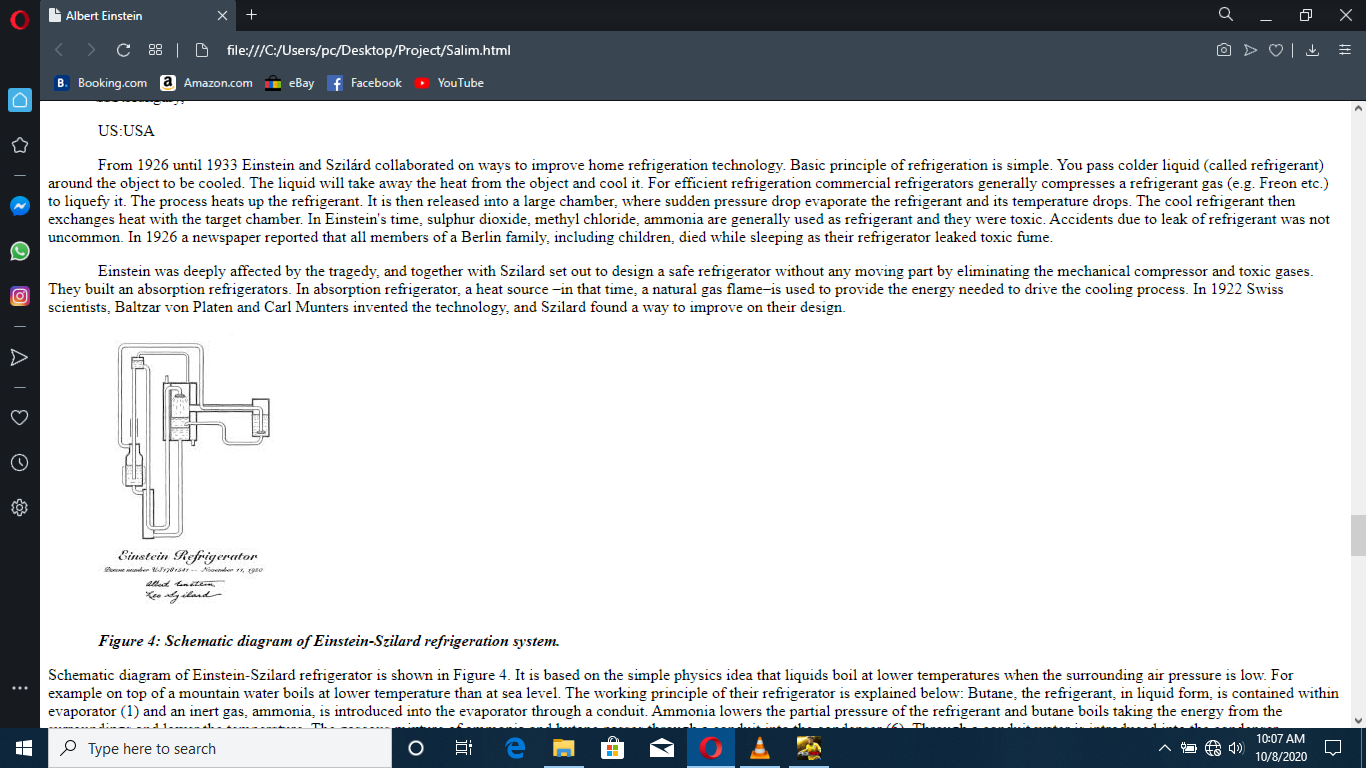 Albert Einstein
file:///C:/Users/pc/Desktop/Project/Salim.html
B. Booking.com a Amazon.com eBay Facebook YouTube
US:USA
From 1926 until 1933 Einstein and Szilárd collaborated on ways to improve home refrigeration technology. Basic principle of refrigeration is simple. You pass colder liquid (called refrigerant)
around the object to be cooled. The liquid will take away the heat from the object and cool it. For efficient refrigeration commercial refrigerators generally compresses a refrigerant gas (e.g. Freon etc.)
to liquefy it. The process heats up the refrigerant. It is then released into a large chamber, where sudden pressure drop evaporate the refrigerant and its temperature drops. The cool refrigerant then
exchanges heat with the target chamber. In Einstein's time, sulphur dioxide, methyl chloride, ammonia are generally used as refrigerant and they were toxic. Accidents due to leak of refrigerant was not
uncommon. In 1926 a newspaper reported that all members of a Berlin family, including children, died while sleeping as their refrigerator leaked toxic fume.
Einstein was deeply affected by the tragedy, and together with Szilard set out to design a safe refrigerator without any moving part by eliminating the mechanical compressor and toxic gases.
They built an absorption refrigerators. In absorption refrigerator, a heat source –in that time, a natural gas flame–is used to provide the energy needed to drive the cooling process. In 1922 Swiss
scientists, Baltzar von Platen and Carl Munters invented the technology, and Szilard found a way to improve on their design.
Einstein Refrigerator
Patent number US1781541 -- November 11, 1930
Albert Einstein
Leo Szilard
Figure 4: Schematic diagram of Einstein-Szilard refrigeration system.
Schematic diagram of Einstein-Szilard refrigerator is shown in Figure 4. It is based on the simple physics idea that liquids boil at lower temperatures when the surrounding air pressure is low. For
example on top of a mountain water boils at lower temperature than at sea level. The working principle of their refrigerator is explained below: Butane, the refrigerant, in liquid form, is contained within
evaporator (1) and an inert gas, ammonia, is introduced into the evaporator through a conduit. Ammonia lowers the partial pressure of the refrigerant and butane boils taking the energy from the
Type here to search
10:07 AM
10/8/2020